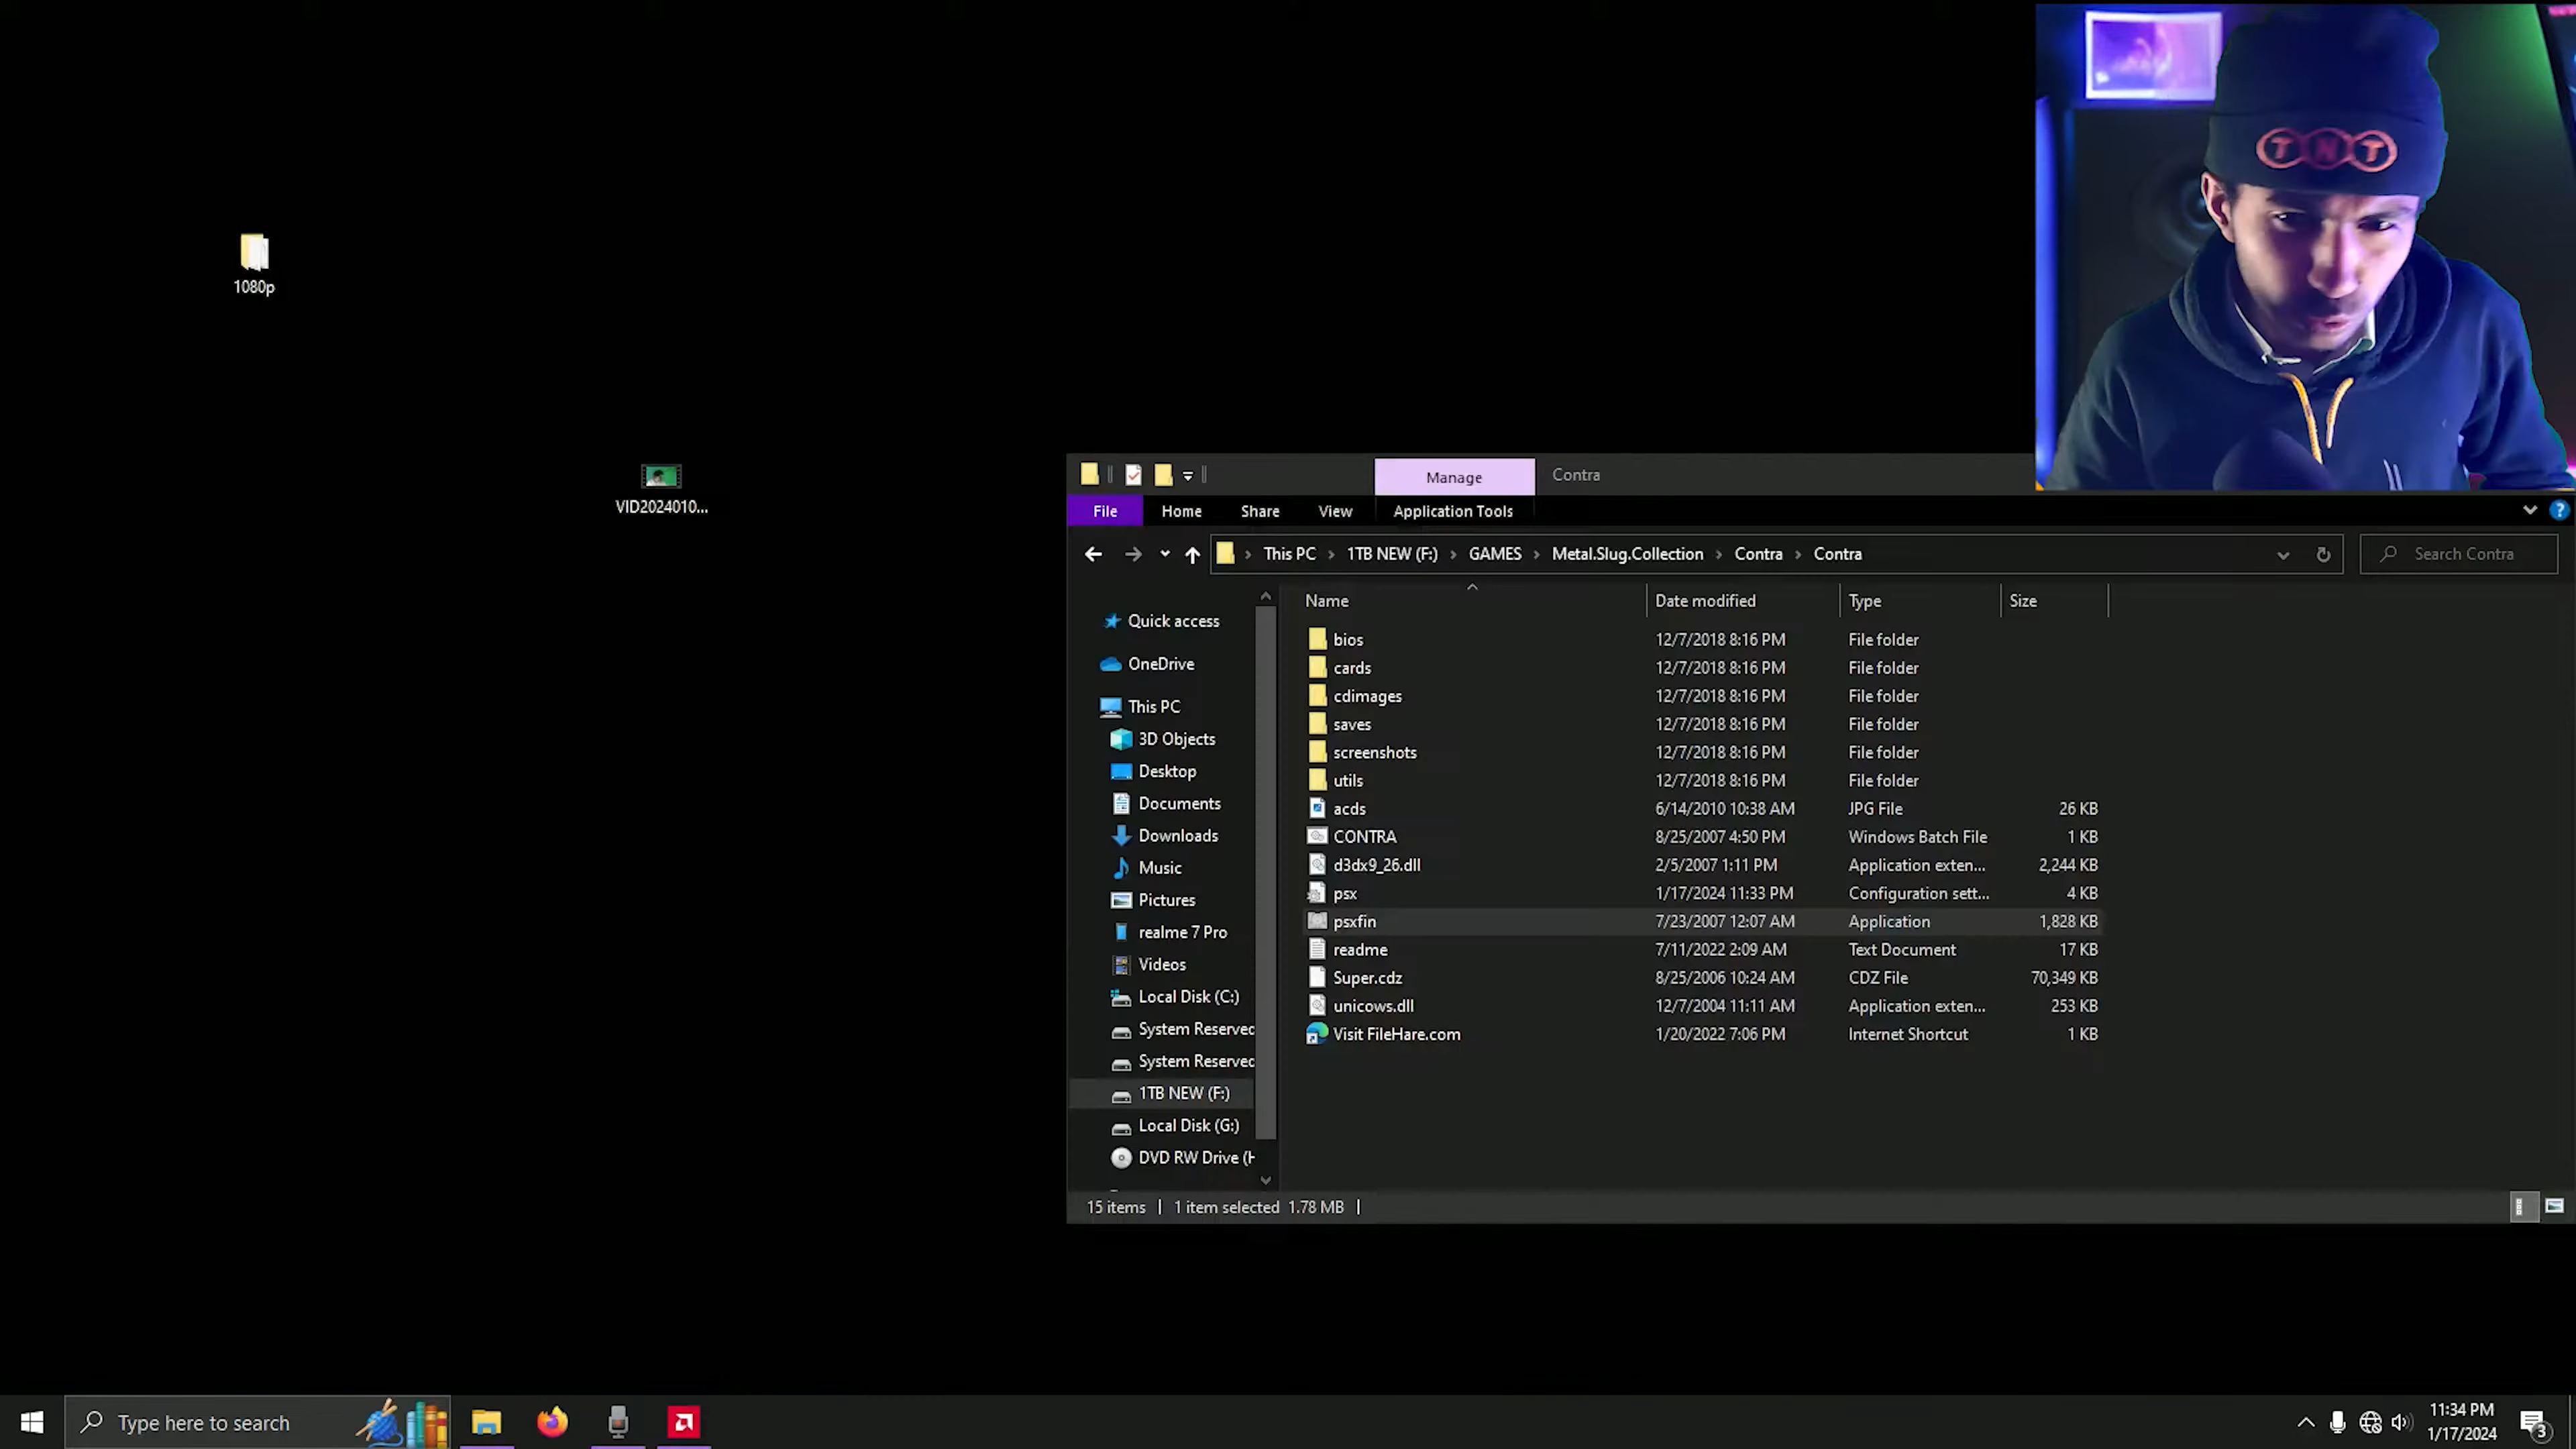 TNT
1080p
VID2024010...
Manage
Contra
File
Home
Share
View
Application Tools
This PC
1TB NEW (F:)
GAMES
Metal.Slug.Collection
Contra
Contra
Search Contra
Name
Date modified
Type
Size
Quick access
OneDrive
This PC
3D Objects
Desktop
Documents
Downloads
Music
Pictures
realme 7 Pro
Videos
Local Disk (C:)
System Reserved
System Reserved
1TB NEW (F:)
Local Disk (G:)
DVD RW Drive (H
bios 12/7/2018 8:16 PM File folder
cards 12/7/2018 8:16 PM File folder
cdimages 12/7/2018 8:16 PM File folder
saves 12/7/2018 8:16 PM File folder
screenshots 12/7/2018 8:16 PM File folder
utils 12/7/2018 8:16 PM File folder
acds 6/14/2010 10:38 AM JPG File 26 KB
CONTRA 8/25/2007 4:50 PM Windows Batch File 1 KB
d3dx9_26.dll 2/5/2007 1:11 PM Application exten... 2,244 KB
psx 1/17/2024 11:33 PM Configuration sett... 4 KB
psxfin 7/23/2007 12:07 AM Application 1,828 KB
readme 7/11/2022 2:09 AM Text Document 17 KB
Super.cdz 8/25/2006 10:24 AM CDZ File 70,349 KB
unicows.dll 12/7/2004 11:11 AM Application exten... 253 KB
Visit FileHare.com 1/20/2022 7:06 PM Internet Shortcut 1 KB
15 items
1 item selected 1.78 MB
Type here to search
11:34 PM
1/17/2024
3